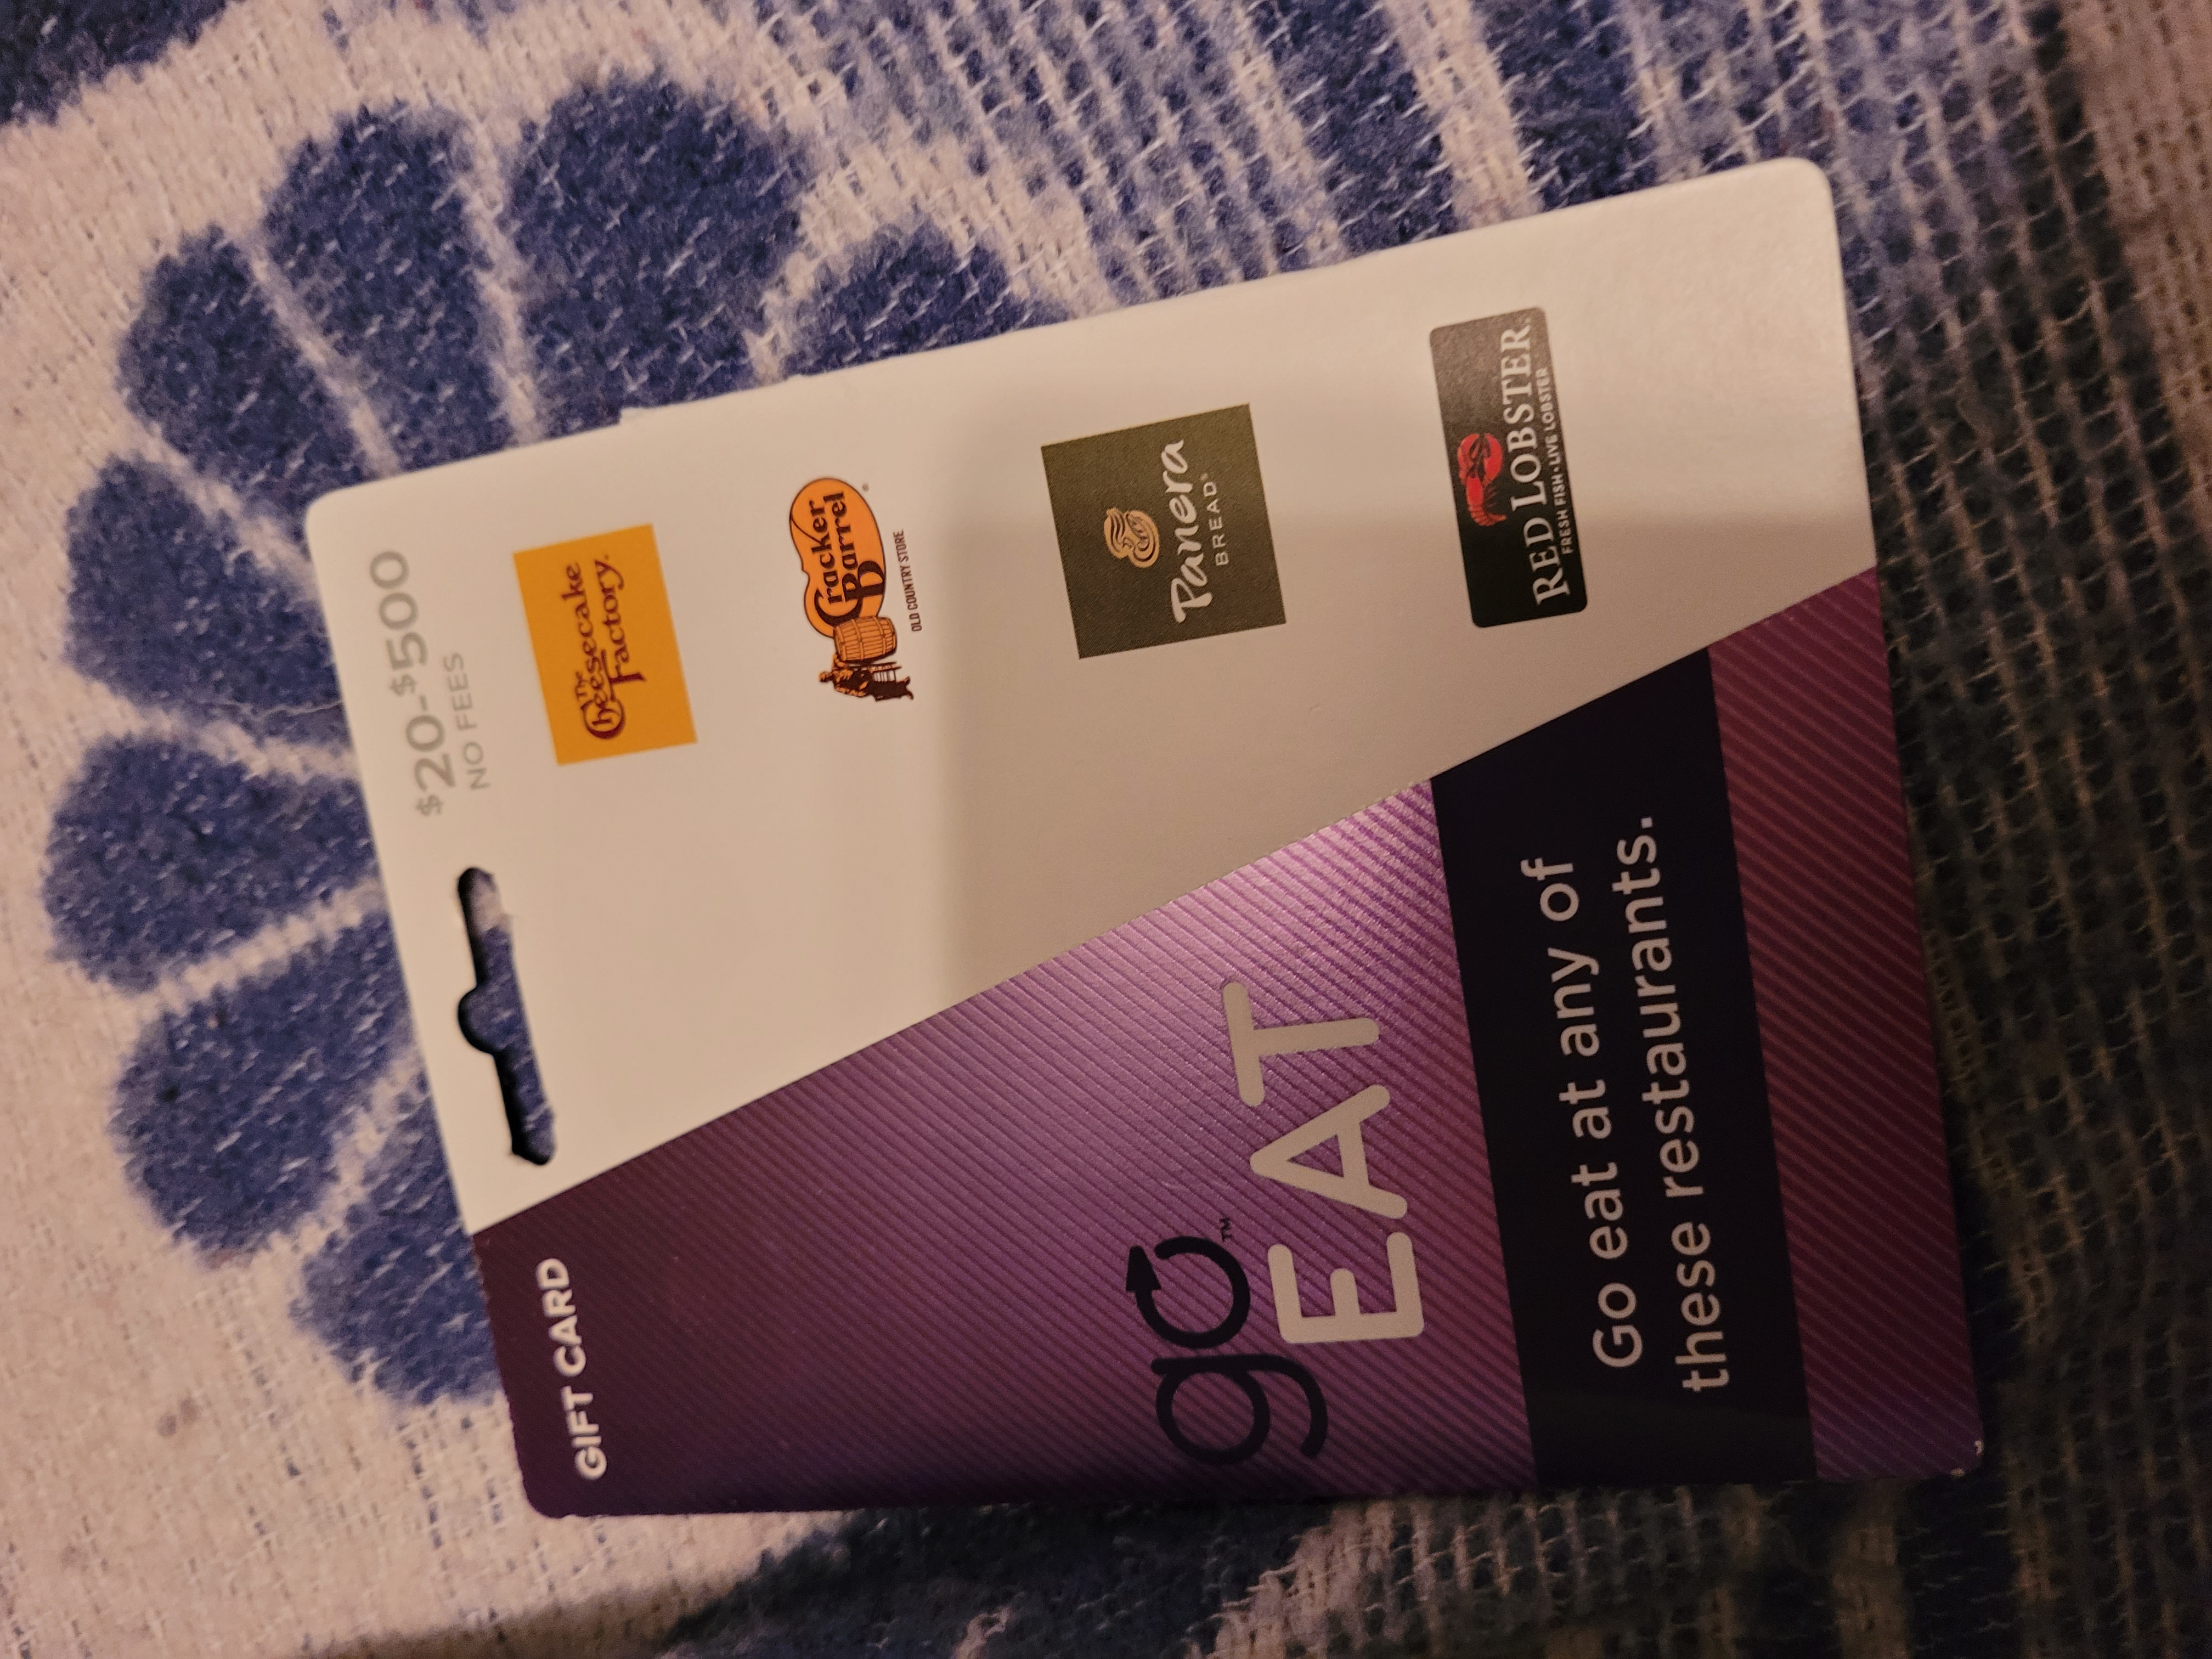 $20-$500
NO FEES
GIFT CARD
The
Cheesecake
Factory.
Cracker
Barrel®
OLD COUNTRY STORE
Panera
BREAD®
RED LOBSTER®
FRESH FISH • LIVE LOBSTER
go™
EAT
Go eat at any of
these restaurants.